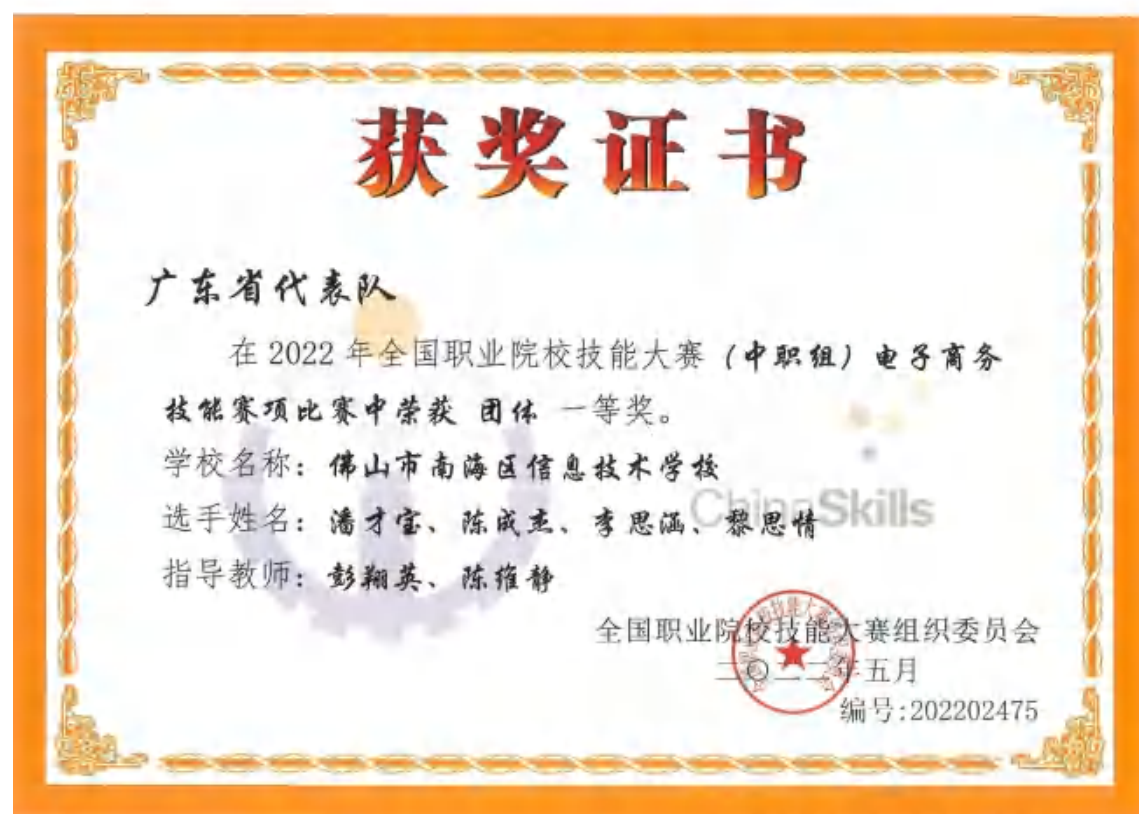 获奖证书
广东省代表队
在 2022 年全国职业院校技能大赛（中职组）电子商务
技能赛项比赛中荣获 团体 一等奖。
学校名称：佛山市南海区信息技术学校
ChinaSkills
选手姓名：潘才宝、陈成杰、李思涵、黎思情
指导教师：彭翔英、陈维静
全国职业院校技能大赛组织委员会
二〇二二年五月
编号:202202475